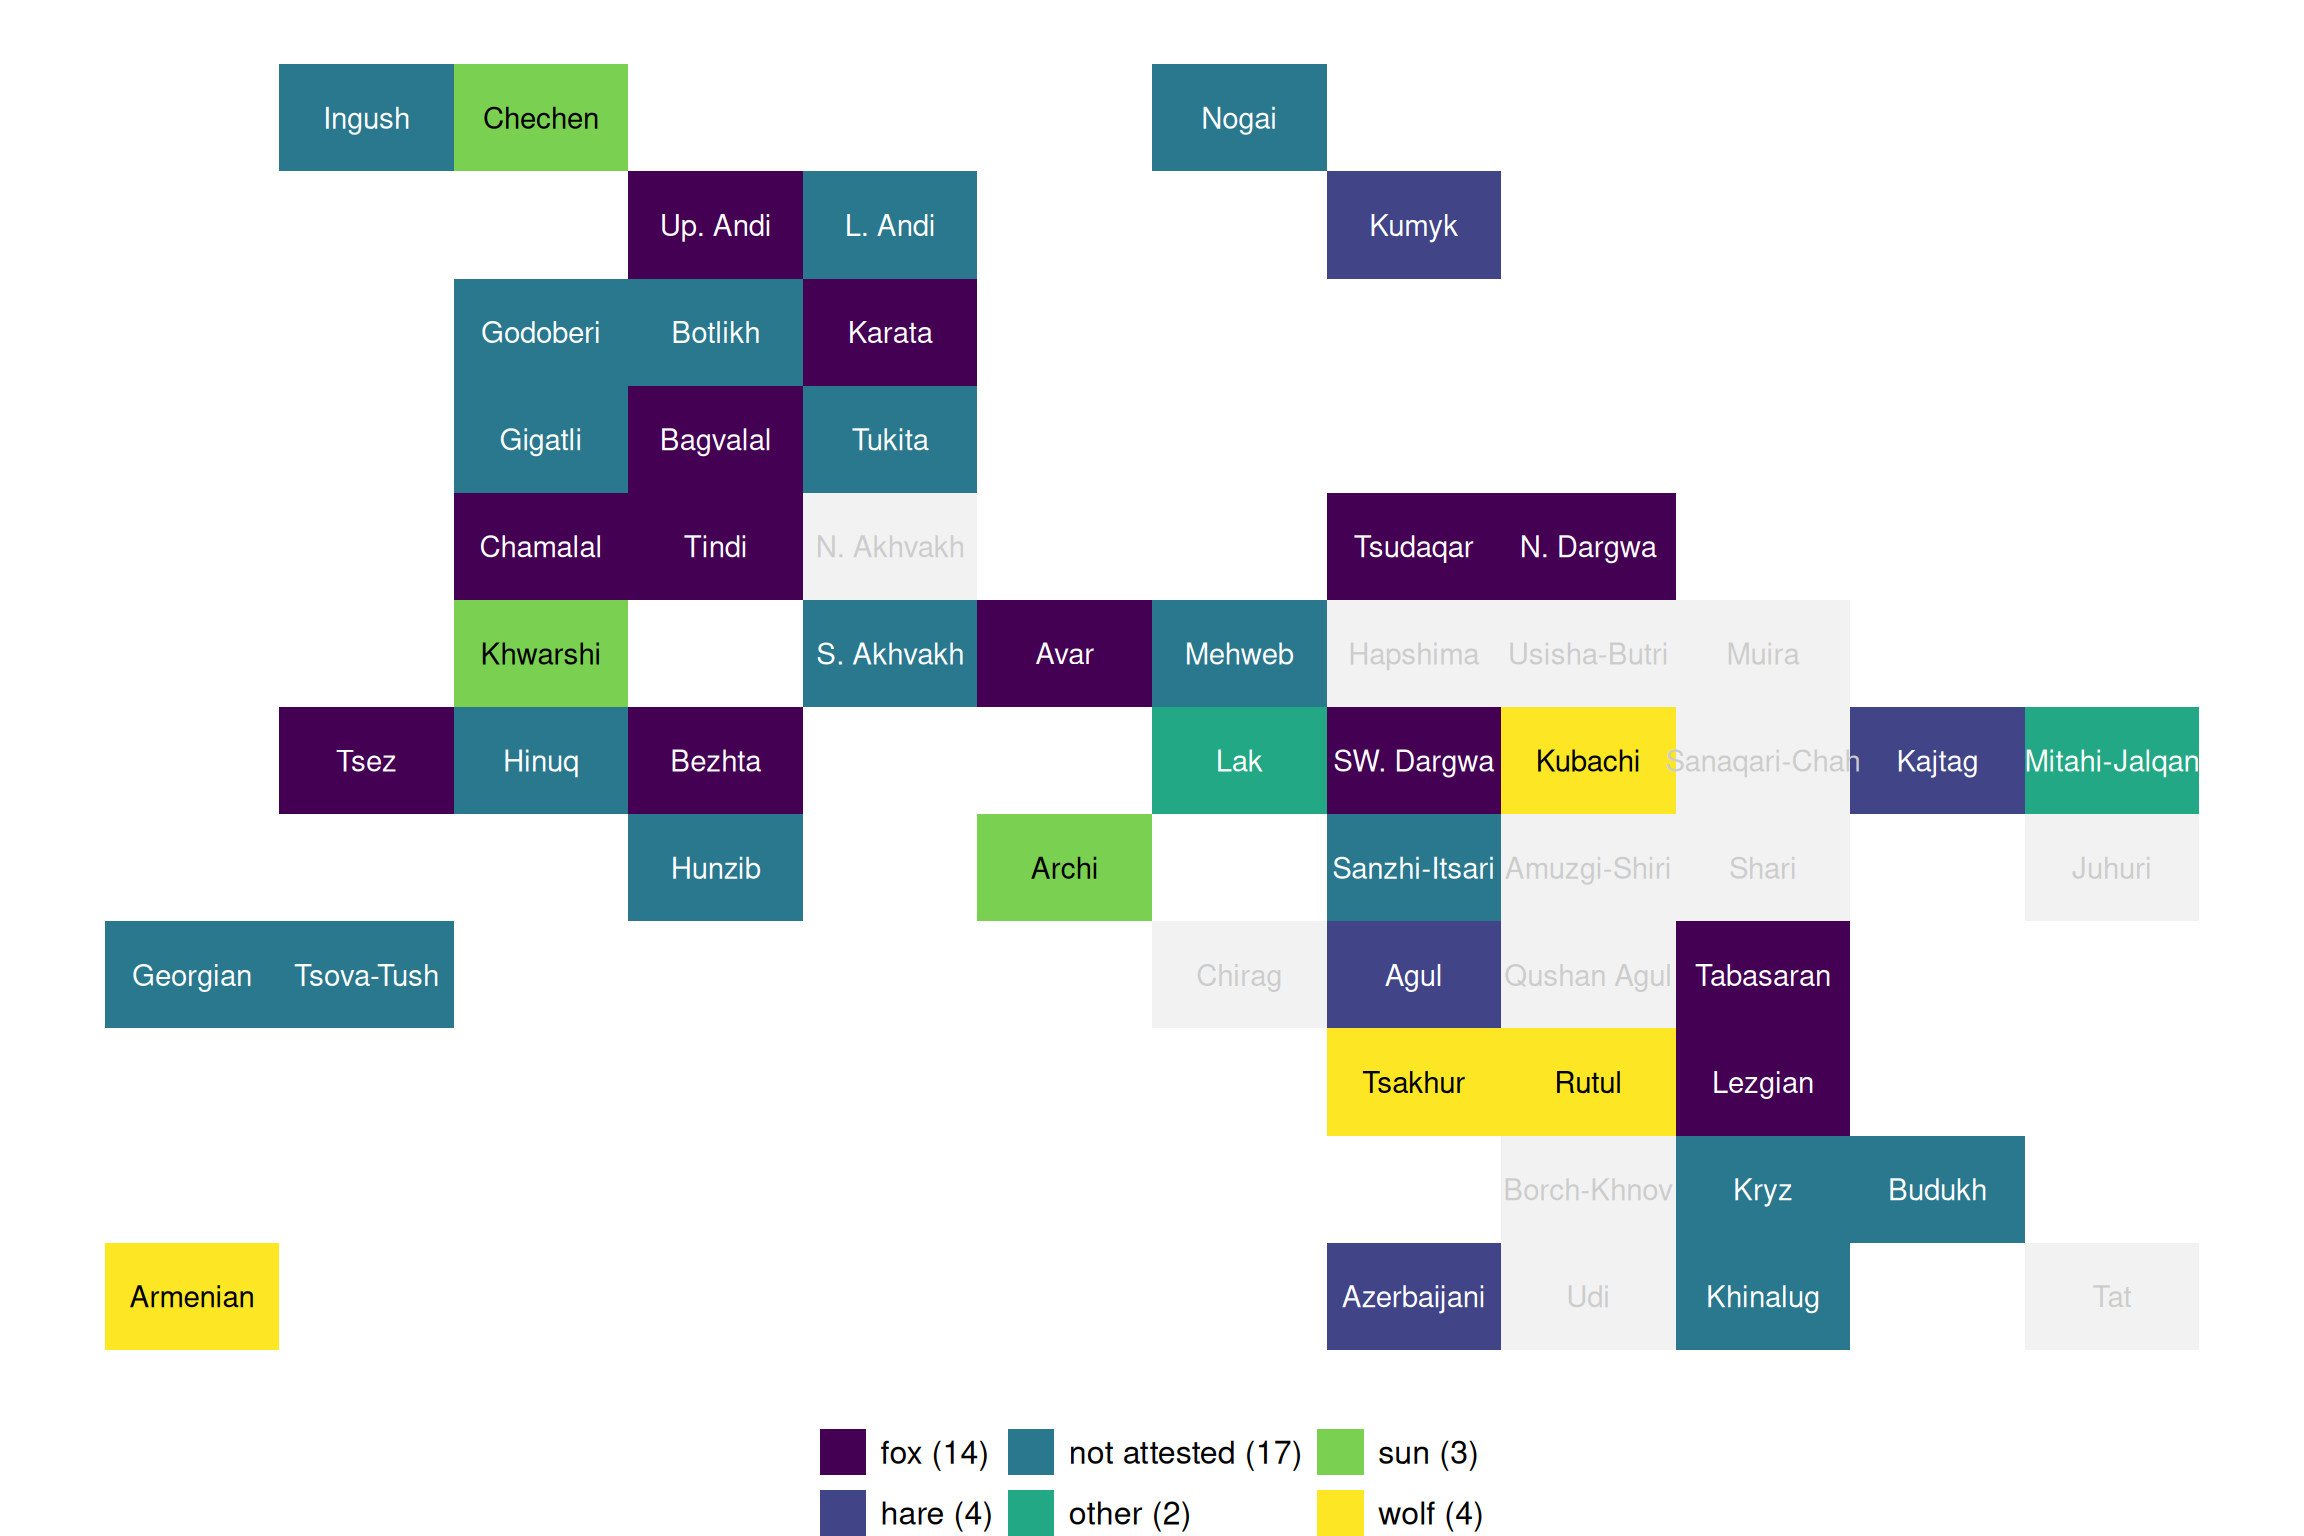 Ingush Chechen Nogai
Up. Andi L. Andi Kumyk
Godoberi Botlikh Karata
Gigatli Bagvalal Tukita
Chamalal Tindi N. Akhvakh Tsudaqar N. Dargwa
Khwarshi S. Akhvakh Avar Mehweb Hapshima Usisha-Butri Muira
Tsez Hinuq Bezhta Lak SW. Dargwa Kubachi Sanaqari-Chah Kajtag Mitahi-Jalqan
Hunzib Archi Sanzhi-Itsari Amuzgi-Shiri Shari Juhuri
Georgian Tsova-Tush Chirag Agul Qushan Agul Tabasaran
Tsakhur Rutul Lezgian
Borch-Khnov Kryz Budukh
Armenian Azerbaijani Udi Khinalug Tat
fox (14) not attested (17) sun (3)
hare (4) other (2) wolf (4)